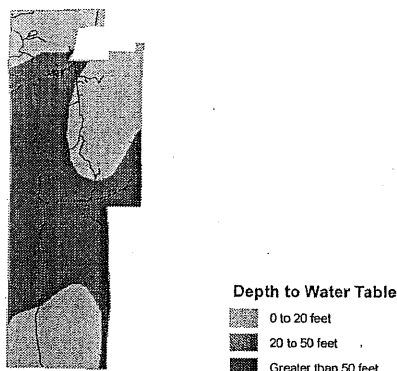 Depth to Water Table
0 to 20 feet
20 to 50 feet
Greater than 50 feet